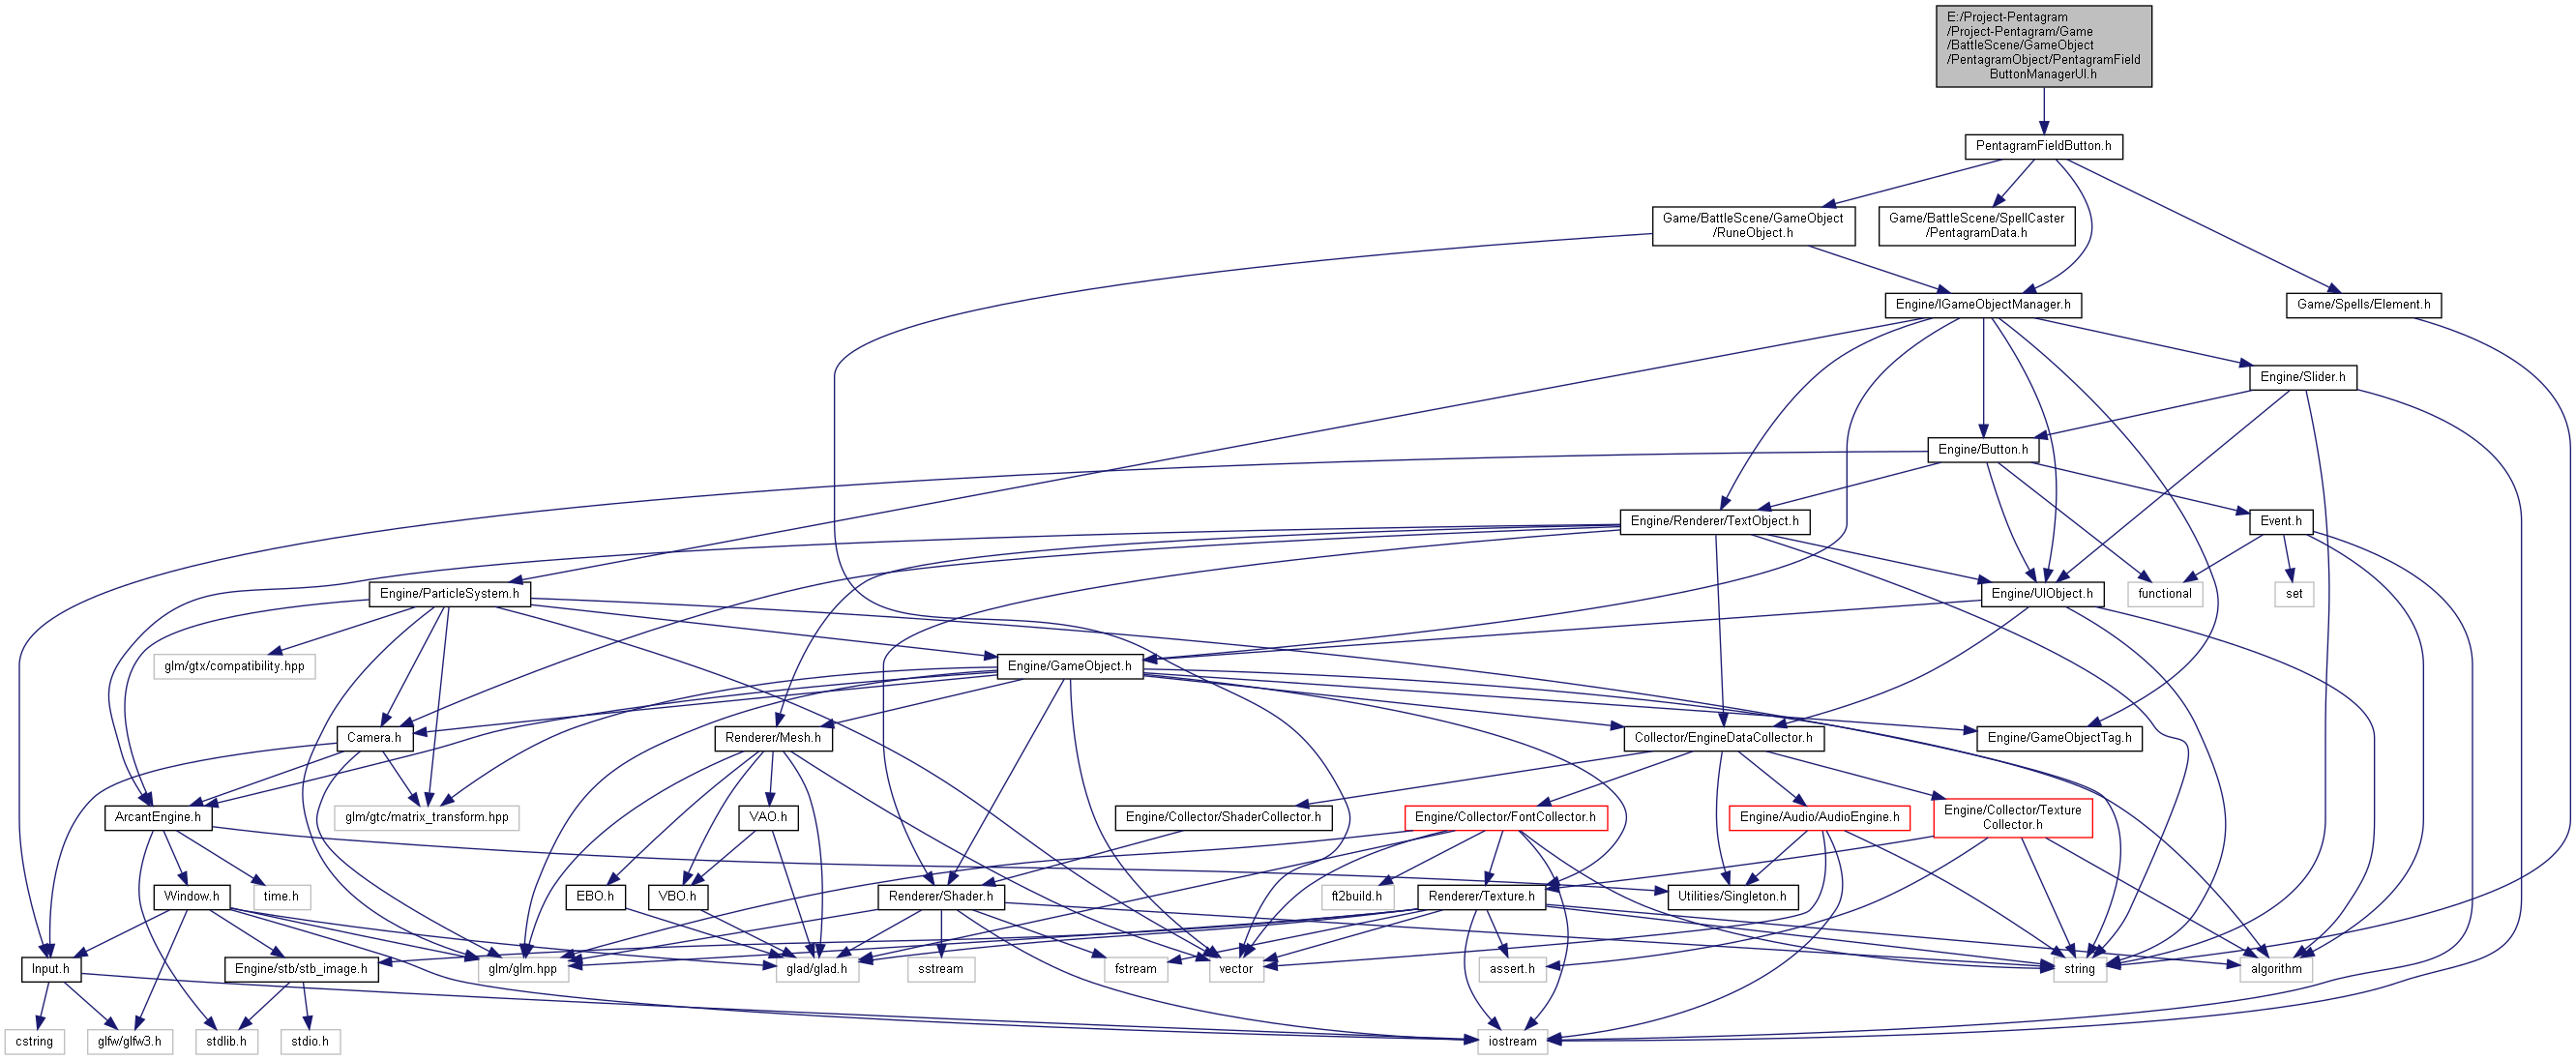 E:/Project-Pentagram
/Project-Pentagram/Game
/BattleScene/GameObject
/PentagramObject/PentagramField
ButtonManagerUI.h
PentagramFieldButton.h
Game/BattleScene/GameObject
/RuneObject.h
Game/BattleScene/SpellCaster
/PentagramData.h
Engine/IGameObjectManager.h
Game/Spells/Element.h
Engine/Slider.h
Engine/Button.h
Engine/Renderer/TextObject.h
Event.h
Engine/ParticleSystem.h
Engine/UIObject.h
functional
set
glm/gtx/compatibility.hpp
Engine/GameObject.h
Camera.h
Renderer/Mesh.h
Collector/EngineDataCollector.h
Engine/GameObjectTag.h
ArcantEngine.h
glm/gtc/matrix_transform.hpp
VAO.h
Engine/Collector/ShaderCollector.h
Engine/Collector/FontCollector.h
Engine/Audio/AudioEngine.h
Engine/Collector/Texture
Collector.h
Window.h
time.h
EBO.h
VBO.h
Renderer/Shader.h
ft2build.h
Renderer/Texture.h
Utilities/Singleton.h
Input.h
Engine/stb/stb_image.h
glm/glm.hpp
glad/glad.h
sstream
fstream
vector
assert.h
string
algorithm
cstring
glfw/glfw3.h
stdlib.h
stdio.h
iostream